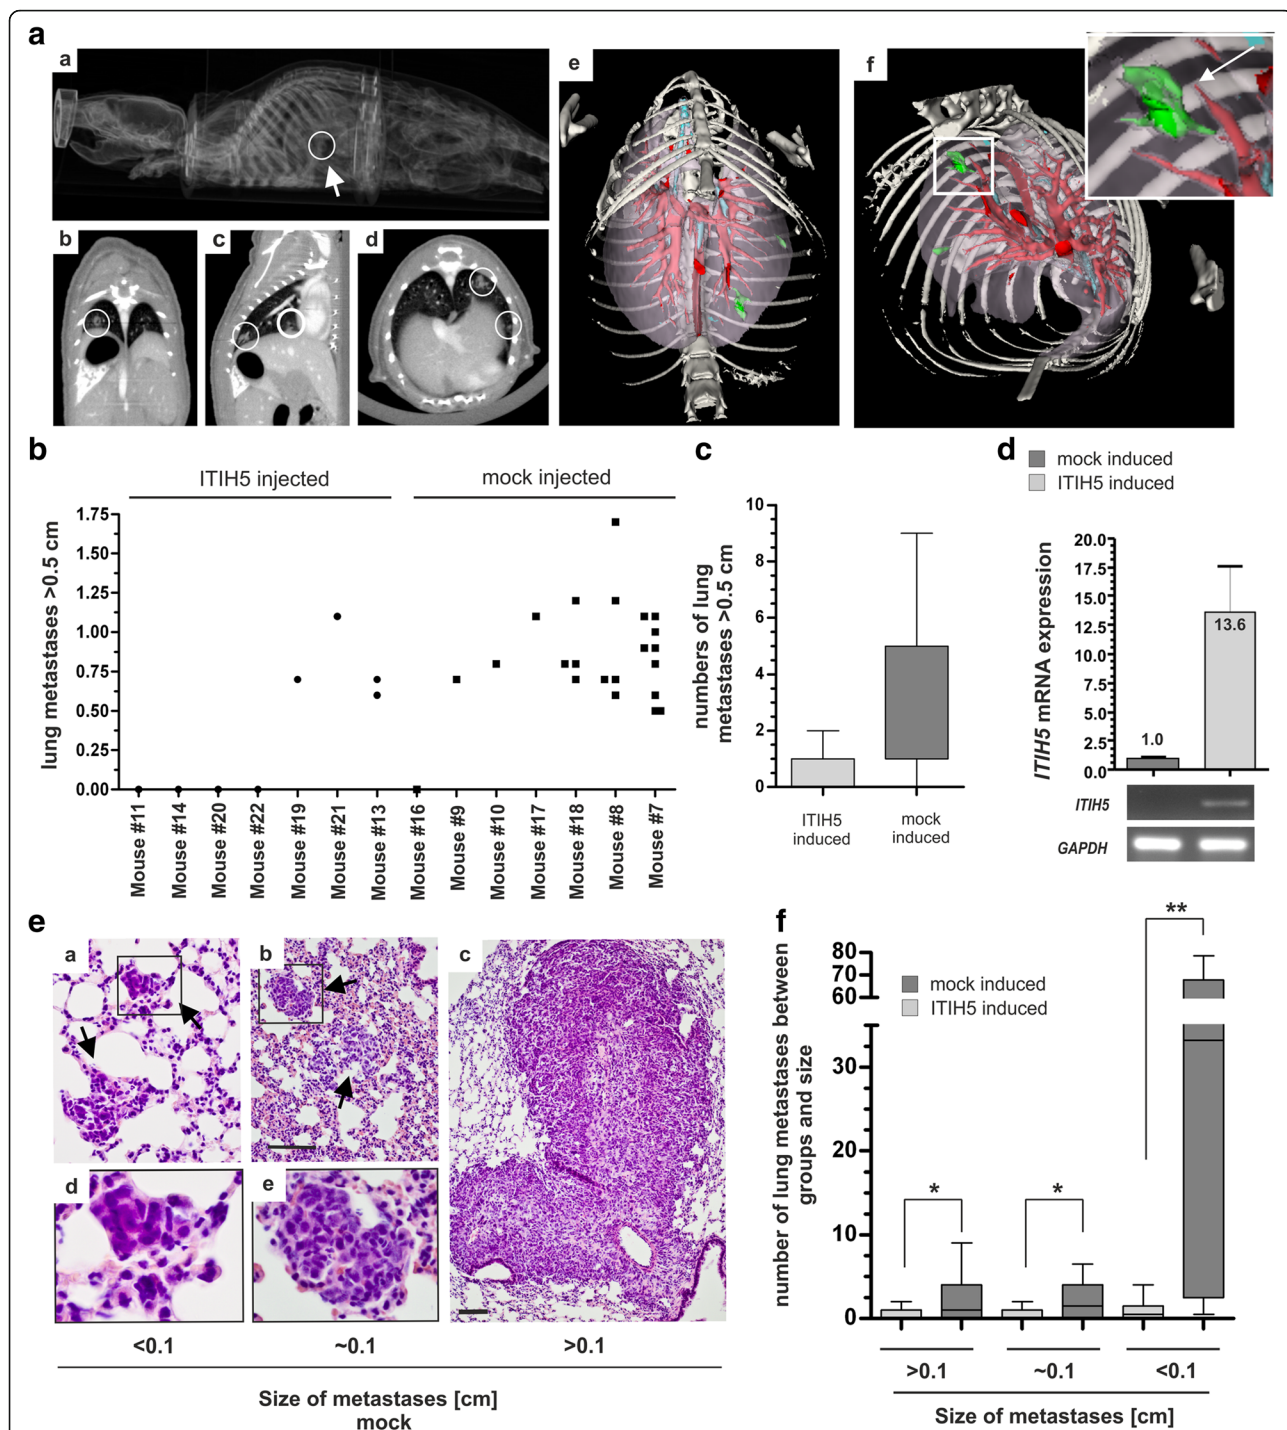 a
a
b
c
d
e
f
b
ITIH5 injected
mock injected
lung metastases >0.5 cm
1.75
1.50
1.25
1.00
0.75
0.50
0.25
0.00
Mouse #11
Mouse #14
Mouse #20
Mouse #22
Mouse #19
Mouse #21
Mouse #13
Mouse #16
Mouse #9
Mouse #10
Mouse #17
Mouse #18
Mouse #8
Mouse #7
c
numbers of lung
metastases >0.5 cm
10
8
6
4
2
0
ITIH5
induced
mock
induced
d
mock induced
ITIH5 induced
ITIH5 mRNA expression
20.0
17.5
15.0
12.5
10.0
7.5
5.0
2.5
0.0
1.0
13.6
ITIH5
GAPDH
e
a
b
c
d
e
<0.1
~0.1
>0.1
Size of metastases [cm]
mock
f
number of lung metastases between
groups and size
80
70
60
30
20
10
0
mock induced
ITIH5 induced
*
*
**
>0.1
~0.1
<0.1
Size of metastases [cm]